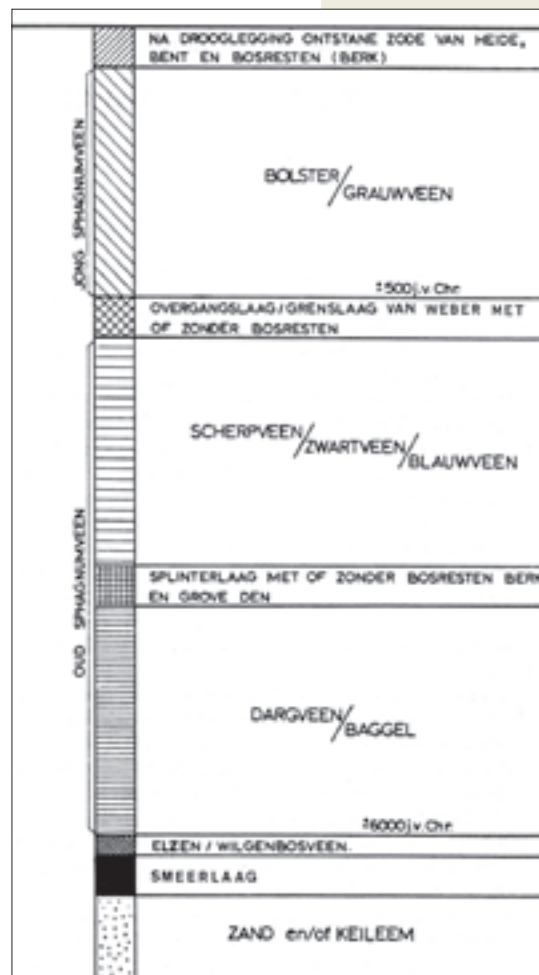 NA DROOGLEGGING ONTSTANE ZODE VAN HEIDE,
BENT EN BOSRESTEN (BERK)
JONG SPHAGNUMVEEN
BOLSTER/GRAUWVEEN
±500 j.v. Chr.
OVERGANGSLAAG/GRENSLAAG VAN WEBER MET
OF ZONDER BOSRESTEN
OUD SPHAGNUMVEEN
SCHERPVEEN/ZWARTVEEN/BLAUWVEEN
SPLINTERLAAG MET OF ZONDER BOSRESTEN BERK
EN GROVE DEN
DARGVEEN/BAGGEL
±6000 j.v. Chr.
ELZEN / WILGENBOSVEEN.
SMEERLAAG
ZAND en/of KEILEEM